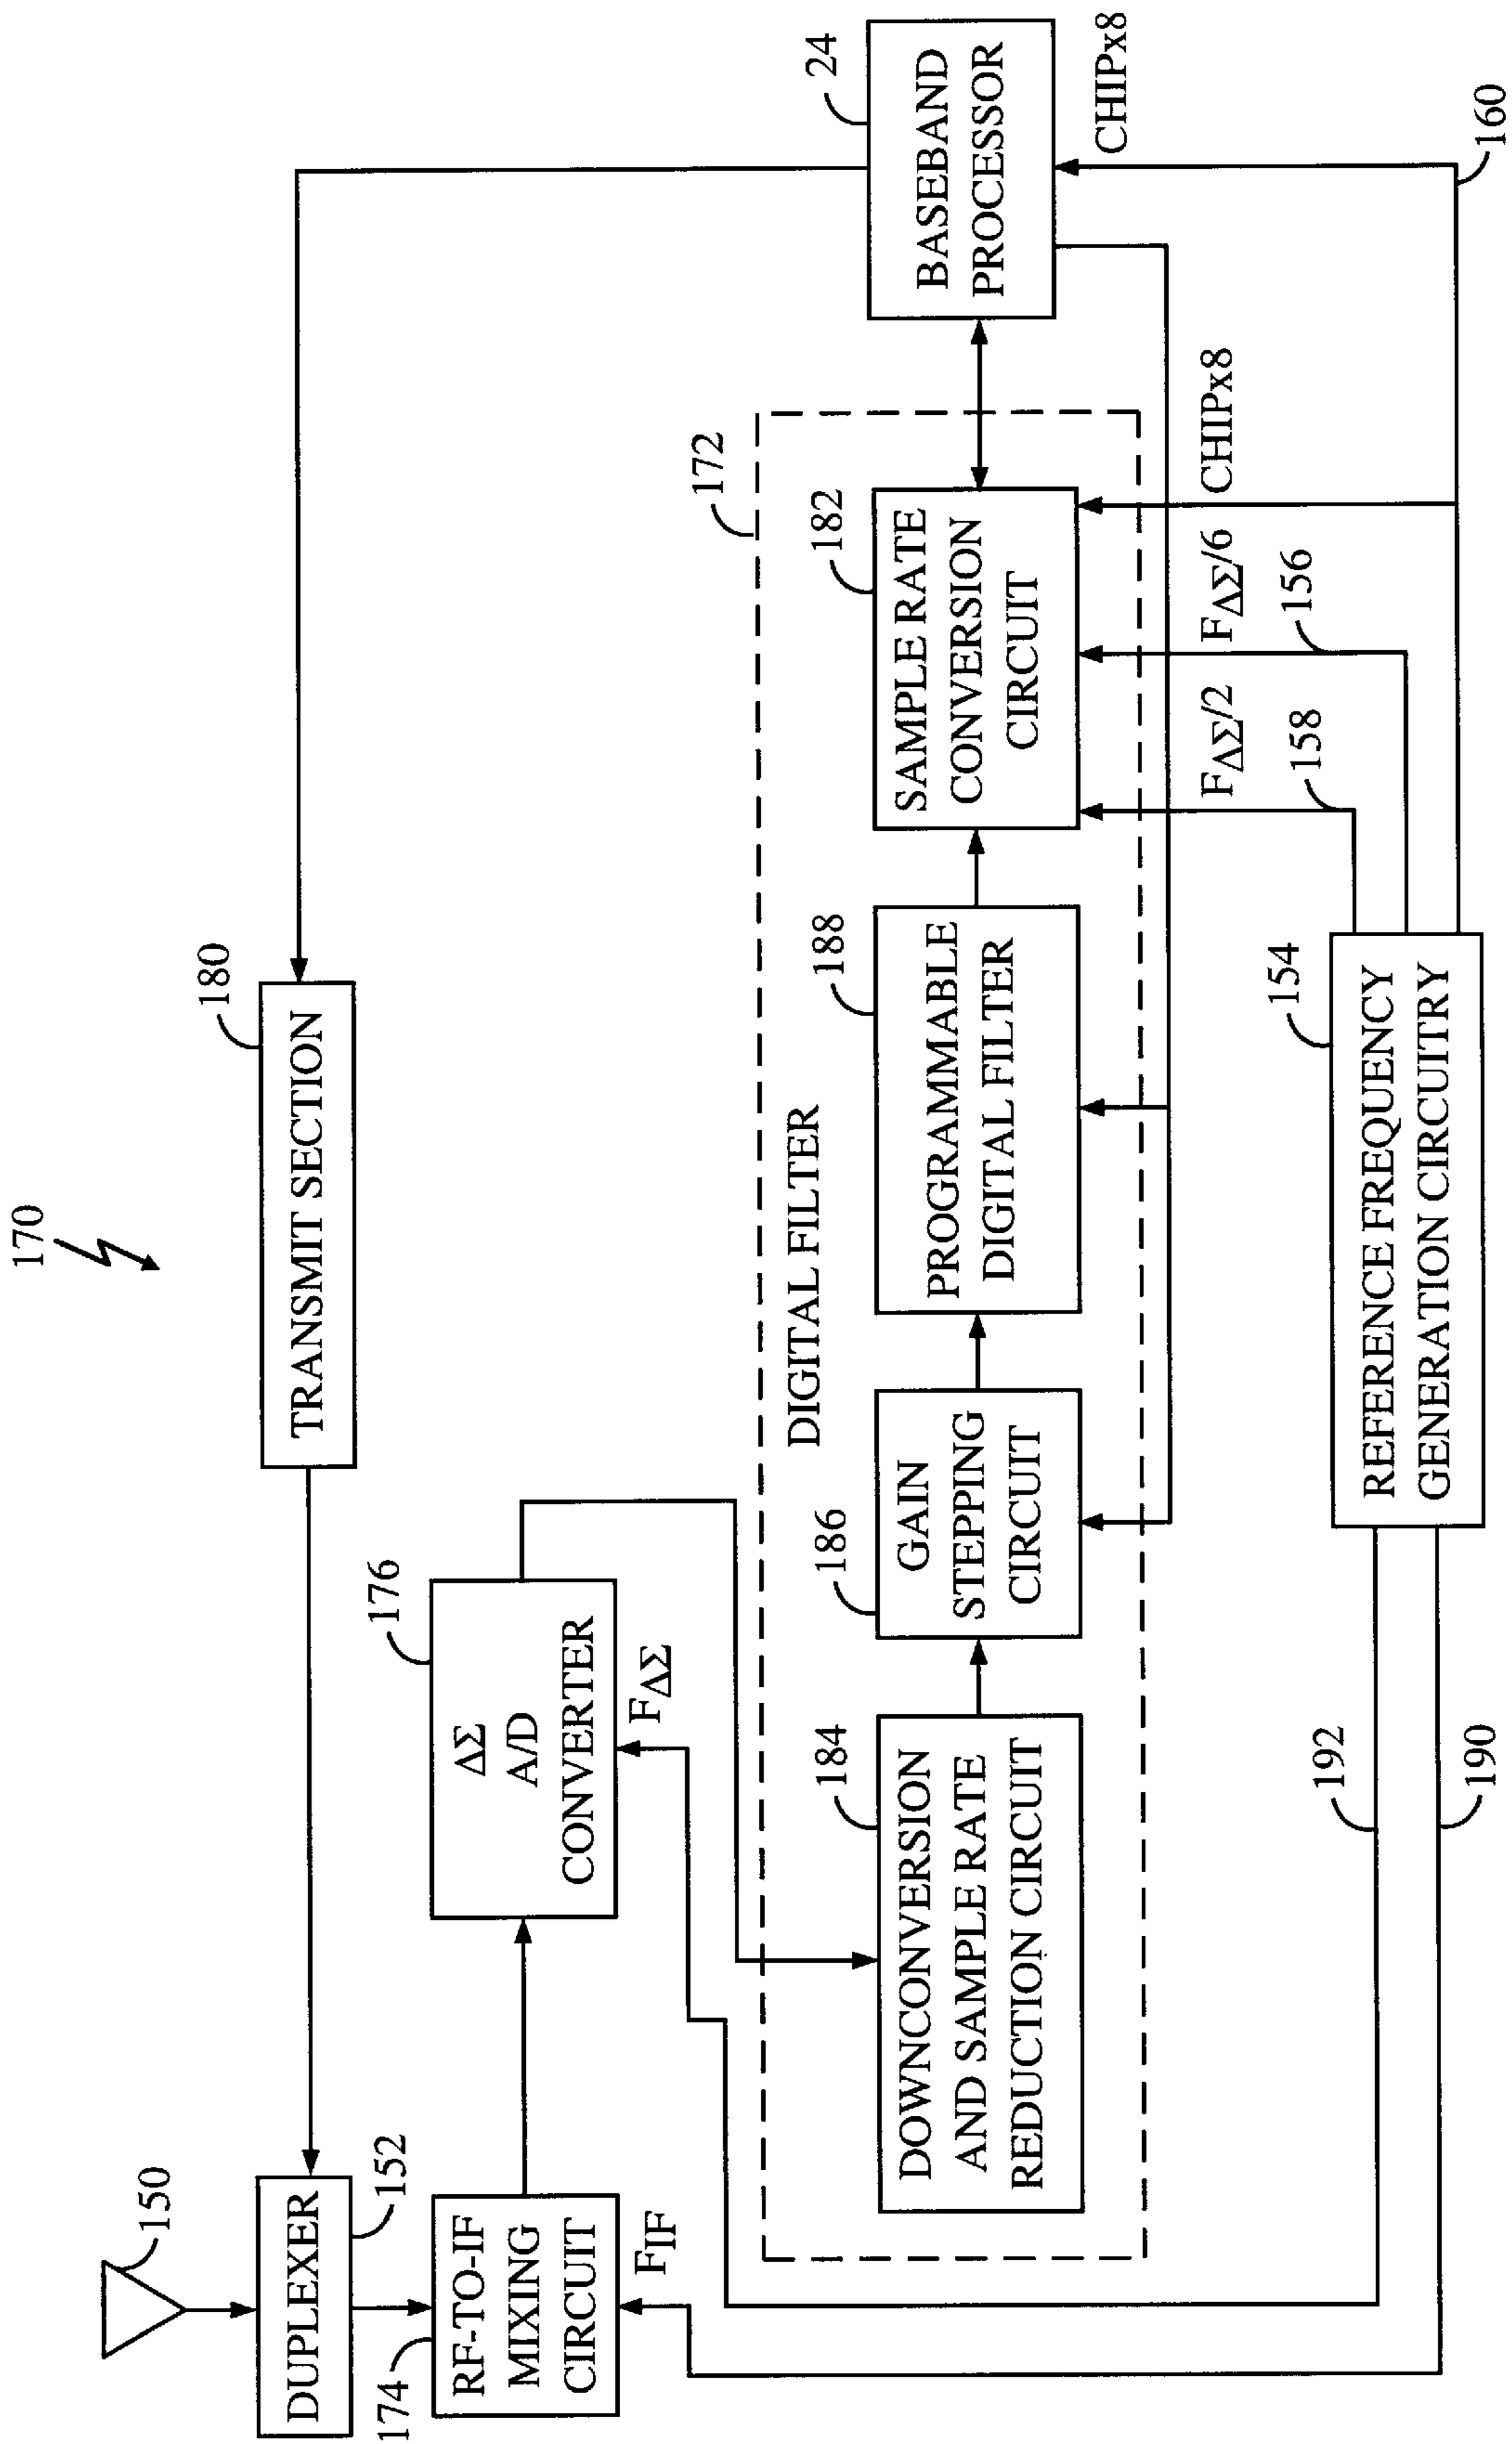 170
150
DUPLEXER
152
180
TRANSMIT SECTION
174
RF-TO-IF
MIXING
CIRCUIT
FIF
176
ΔΣ
A/D
CONVERTER
FΔΣ
172
24
BASEBAND
PROCESSOR
CHIPx8
DIGITAL FILTER
184
DOWNCONVERSION
AND SAMPLE RATE
REDUCTION CIRCUIT
186
GAIN
STEPPING
CIRCUIT
188
PROGRAMMABLE
DIGITAL FILTER
182
SAMPLE RATE
CONVERSION
CIRCUIT
FΔΣ/2
158
FΔΣ/6
156
CHIPx8
160
192
190
154
REFERENCE FREQUENCY
GENERATION CIRCUITRY